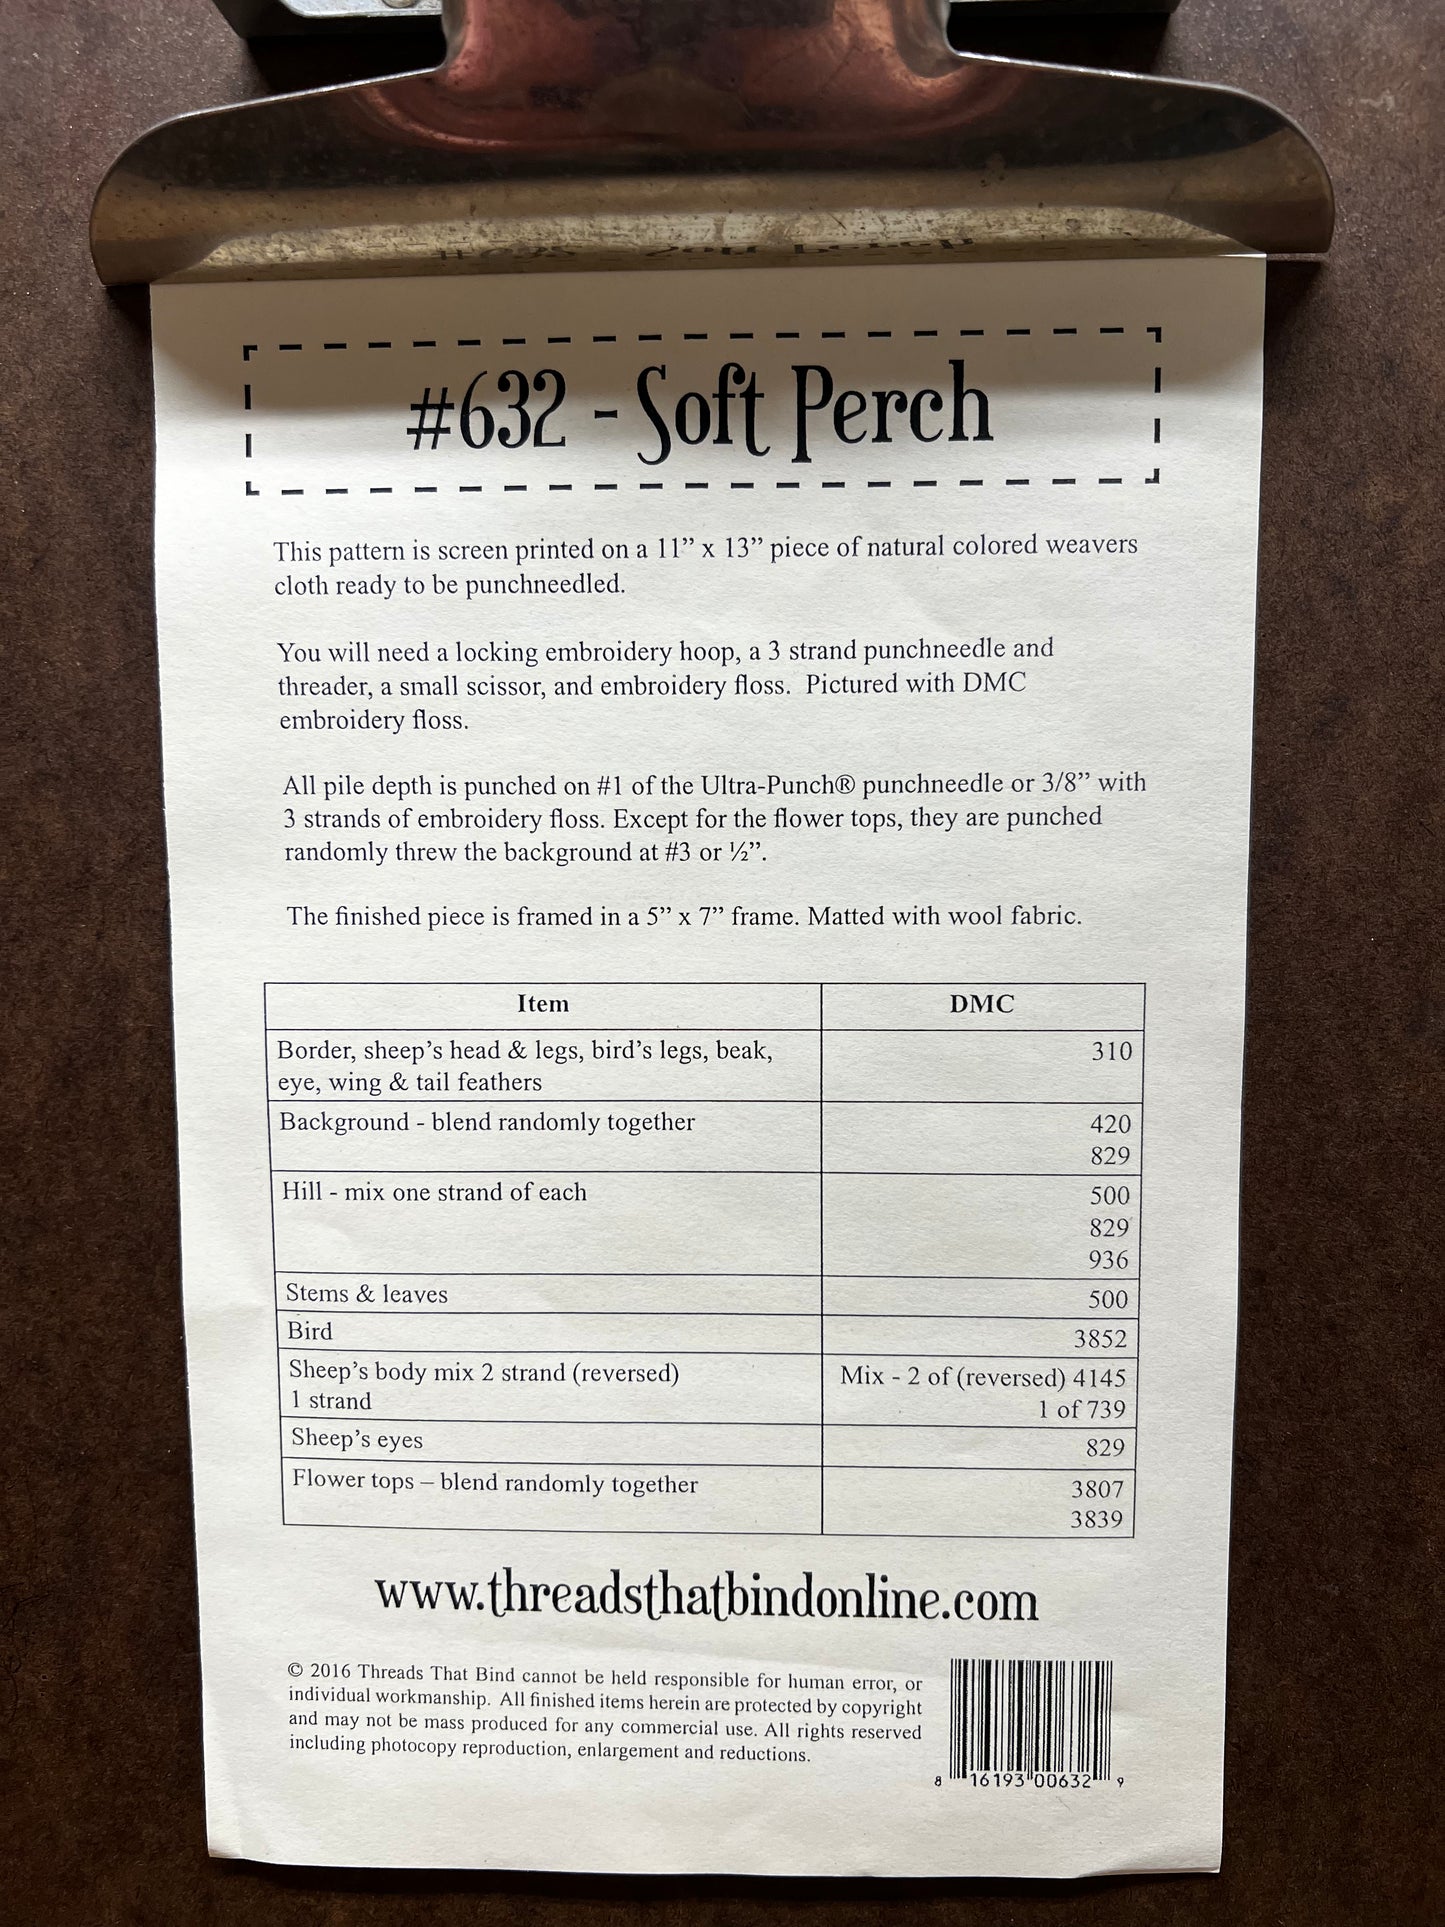 #632 - Soft Perch
This pattern is screen printed on a 11” x 13” piece of natural colored weavers
cloth ready to be punchneedled.
You will need a locking embroidery hoop, a 3 strand punchneedle and
threader, a small scissor, and embroidery floss.  Pictured with DMC
embroidery floss.
All pile depth is punched on #1 of the Ultra-Punch® punchneedle or 3/8” with
3 strands of embroidery floss. Except for the flower tops, they are punched
randomly threw the background at #3 or ½”.
The finished piece is framed in a 5” x 7” frame. Matted with wool fabric.
Item DMC
Border, sheep’s head & legs, bird’s legs, beak, 310
eye, wing & tail feathers
Background - blend randomly together 420
829
Hill - mix one strand of each 500
829
936
Stems & leaves 500
Bird 3852
Sheep’s body mix 2 strand (reversed) Mix - 2 of (reversed) 4145
1 strand 1 of 739
Sheep’s eyes 829
Flower tops – blend randomly together 3807
3839
www.threadsthatbindonline.com
© 2016 Threads That Bind cannot be held responsible for human error, or
individual workmanship.  All finished items herein are protected by copyright
and may not be mass produced for any commercial use. All rights reserved
including photocopy reproduction, enlargement and reductions.
8 16193 00632 9